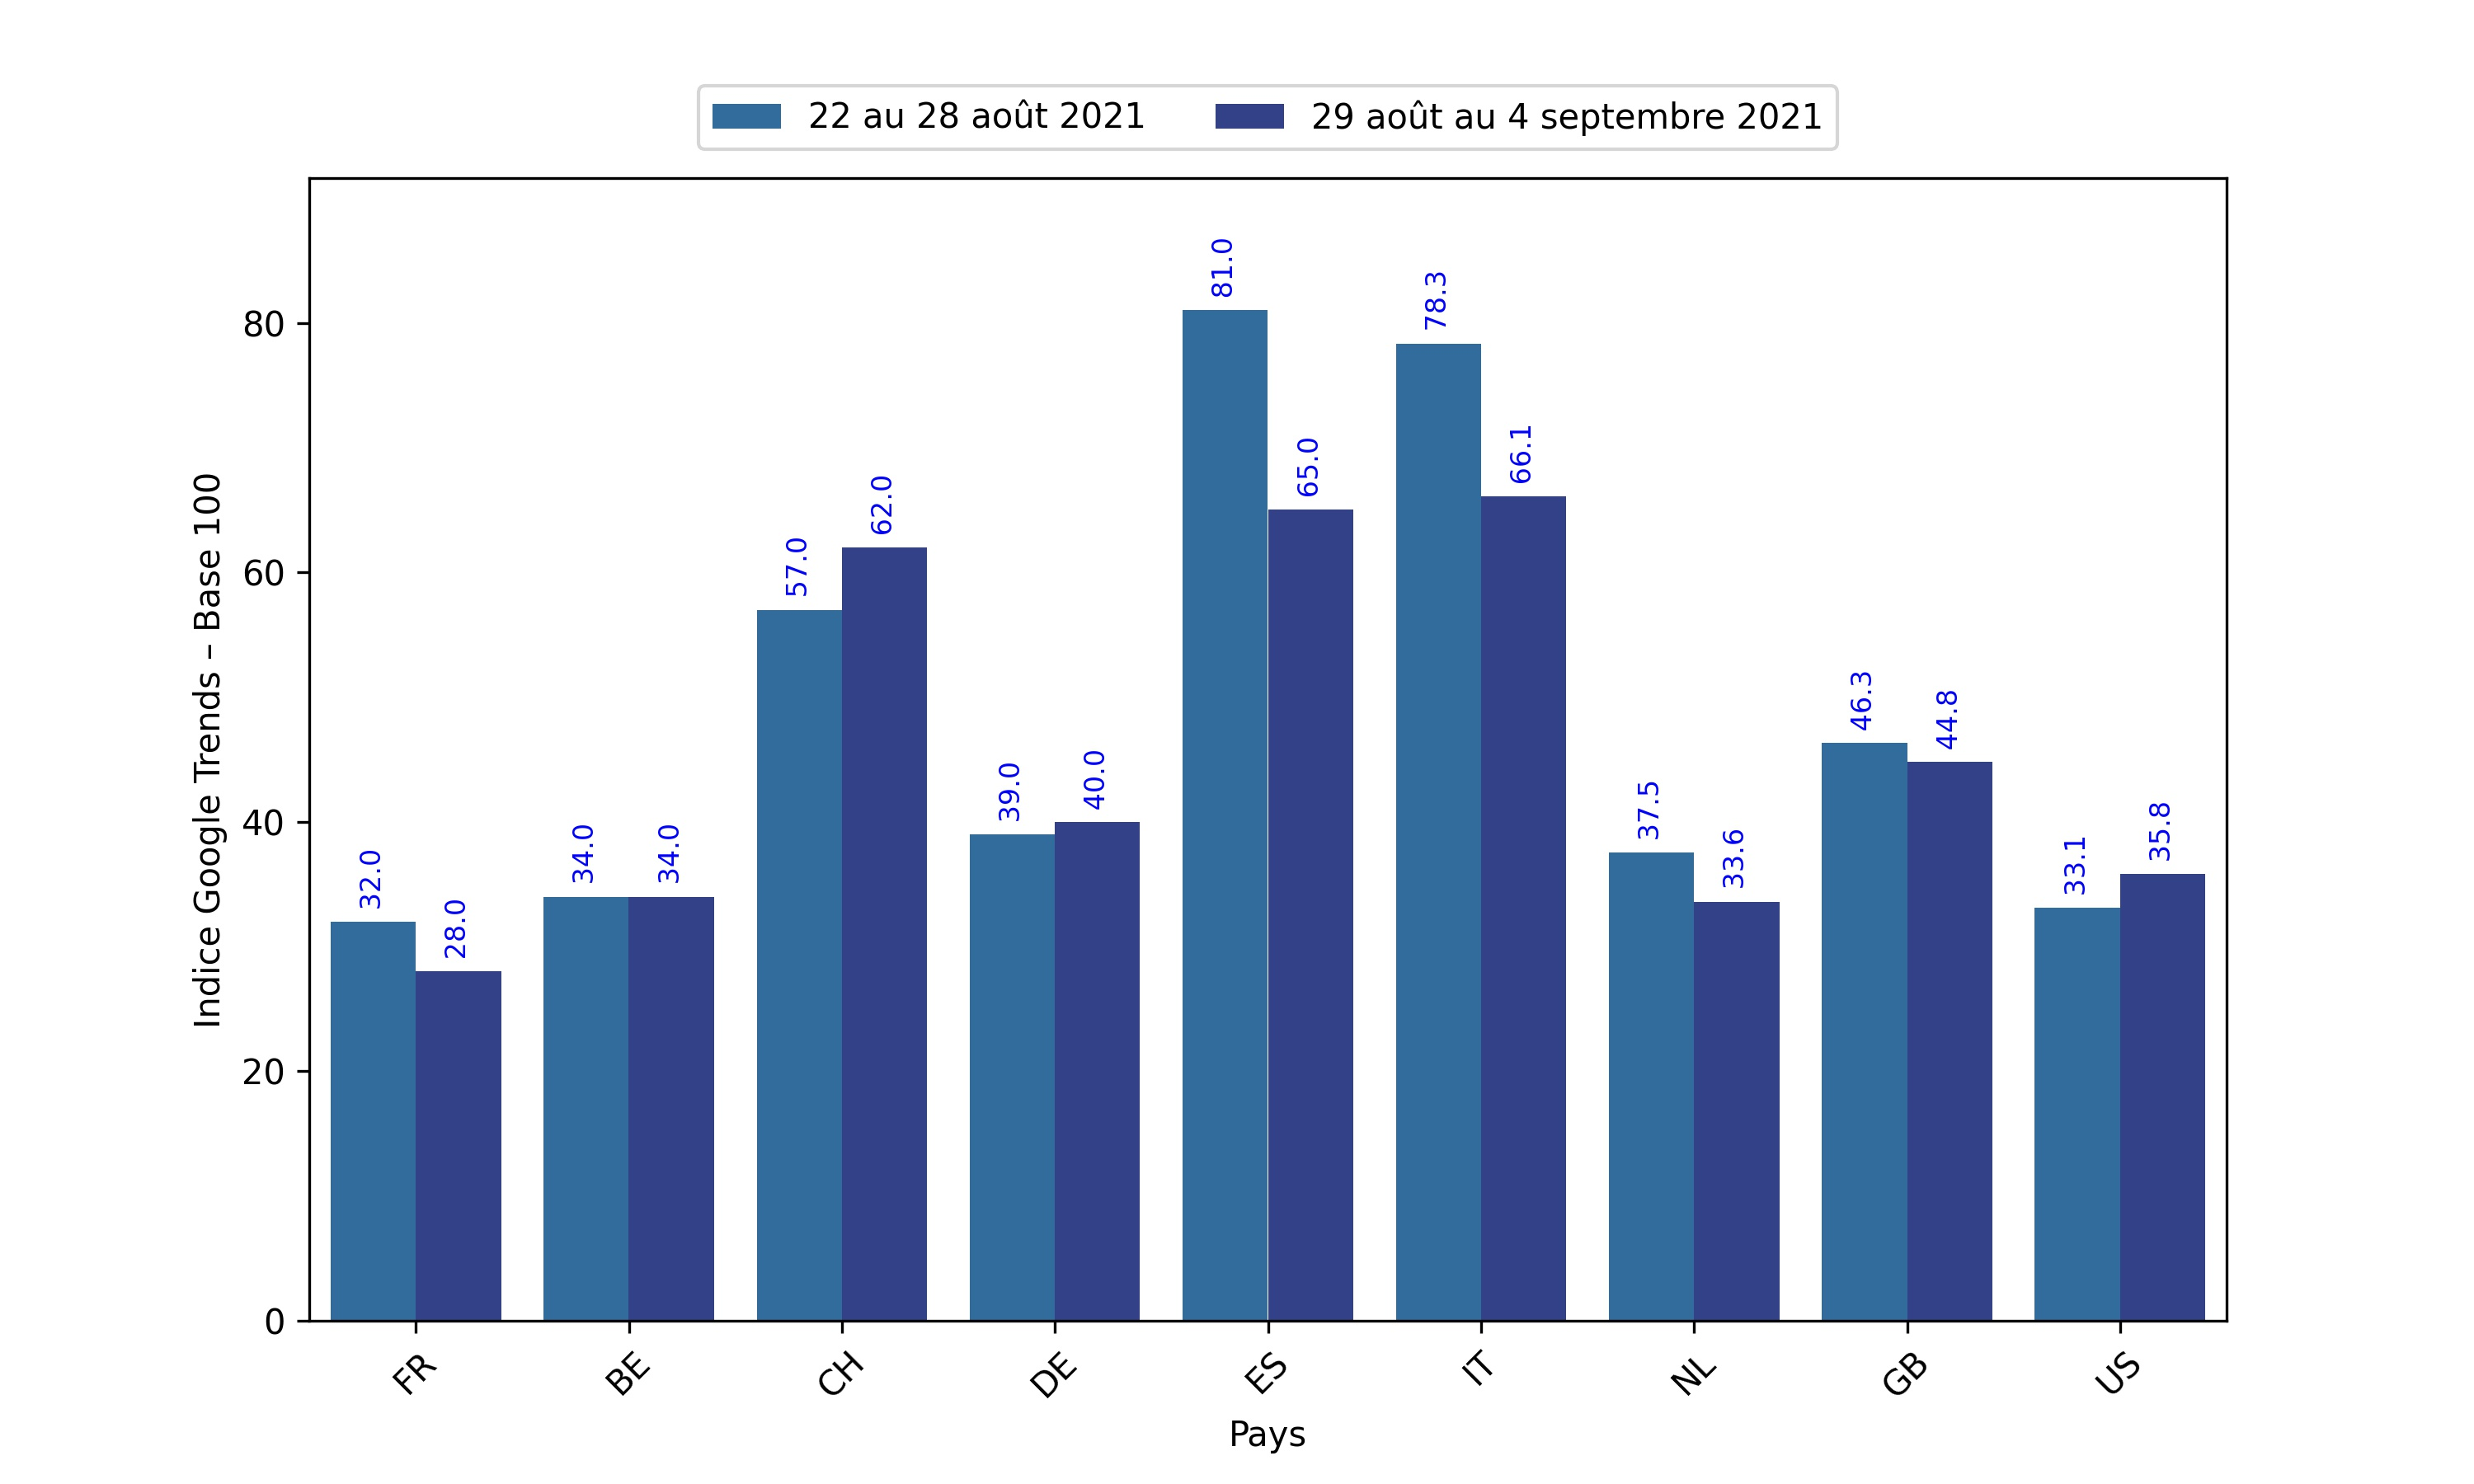 22 au 28 août 2021
29 août au 4 septembre 2021
Indice Google Trends – Base 100
80
60
40
20
0
32.0
28.0
34.0
34.0
57.0
62.0
39.0
40.0
81.0
65.0
78.3
66.1
37.5
33.6
46.3
44.8
33.1
35.8
FR
BE
CH
DE
ES
IT
NL
GB
US
Pays